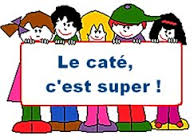 Le caté,
c'est super !